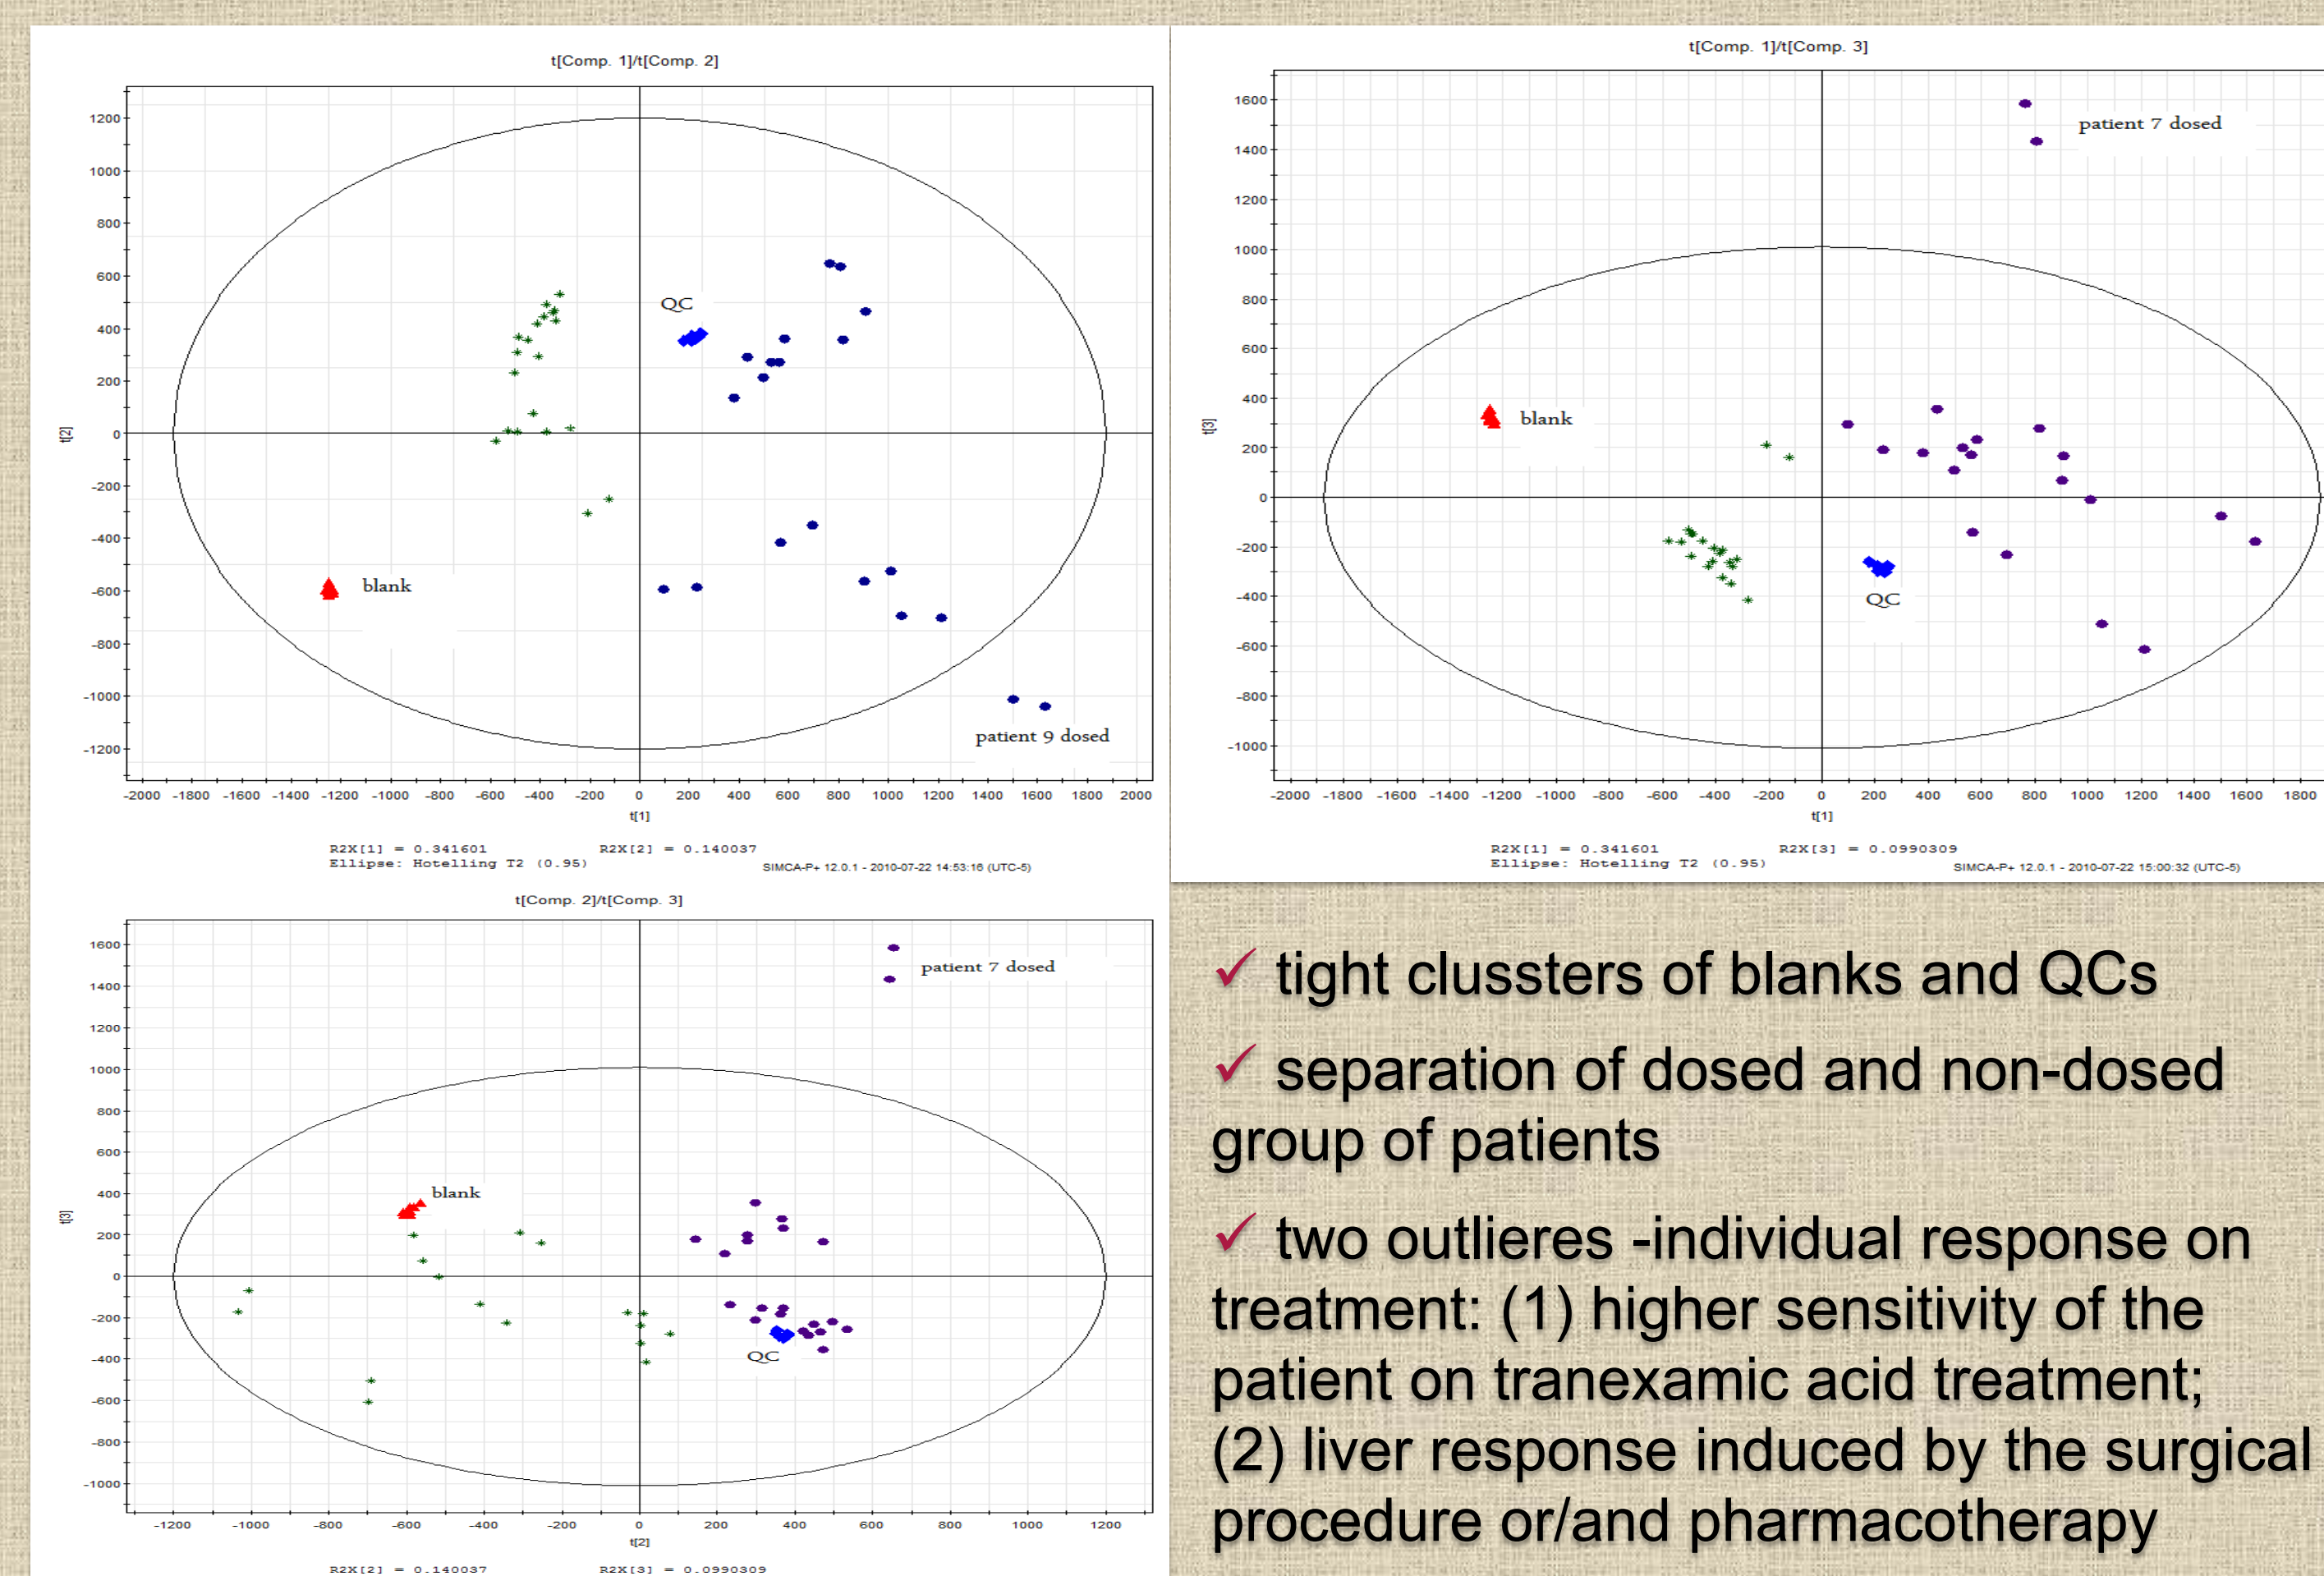 t[Comp. 1]/t[Comp. 2]
t[2]
1200
1000
800
600
400
200
0
-200
-400
-600
-800
-1000
-1200
QC
blank
patient 9 dosed
-2000 -1800 -1600 -1400 -1200 -1000 -800 -600 -400 -200 0 200 400 600 800 1000 1200 1400 1600 1800 2000
t[1]
R2X[1] = 0.341601 R2X[2] = 0.140037
Ellipse: Hotelling T2 (0.95)
SIMCA-P+ 12.0.1 - 2010-07-22 14:53:16 (UTC-5)
t[Comp. 1]/t[Comp. 3]
t[3]
1600
1400
1200
1000
800
600
400
200
0
-200
-400
-600
-800
-1000
patient 7 dosed
blank
QC
-2000 -1800 -1600 -1400 -1200 -1000 -800 -600 -400 -200 0 200 400 600 800 1000 1200 1400 1600 1800
t[1]
R2X[1] = 0.341601 R2X[3] = 0.0990309
Ellipse: Hotelling T2 (0.95)
SIMCA-P+ 12.0.1 - 2010-07-22 15:00:32 (UTC-5)
t[Comp. 2]/t[Comp. 3]
t[3]
1600
1400
1200
1000
800
600
400
200
0
-200
-400
-600
-800
-1000
patient 7 dosed
blank
QC
-1200 -1000 -800 -600 -400 -200 0 200 400 600 800 1000 1200
t[2]
R2X[2] = 0.140037 R2X[3] = 0.0990309
✓ tight clussters of blanks and QCs
✓ separation of dosed and non-dosed
group of patients
✓ two outlieres -individual response on
treatment: (1) higher sensitivity of the
patient on tranexamic acid treatment;
(2) liver response induced by the surgical
procedure or/and pharmacotherapy